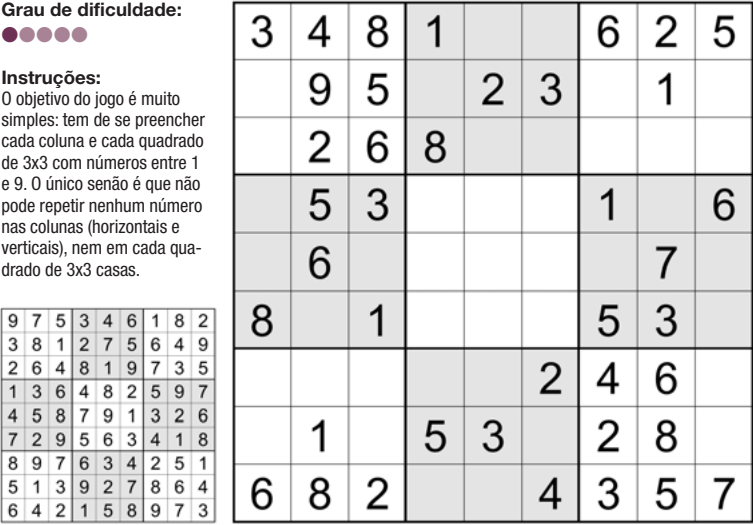 Grau de dificuldade:
Instruções:
O objetivo do jogo é muito
simples: tem de se preencher
cada coluna e cada quadrado
de 3x3 com números entre 1
e 9. O único senão é que não
pode repetir nenhum número
nas colunas (horizontais e
verticais), nem em cada qua-
drado de 3x3 casas.
9 7 5 3 4 6 1 8 2
3 8 1 2 7 5 6 4 9
2 6 4 8 1 9 7 3 5
1 3 6 4 8 2 5 9 7
4 5 8 7 9 1 3 2 6
7 2 9 5 6 3 4 1 8
8 9 7 6 3 4 2 5 1
5 1 3 9 2 7 8 6 4
6 4 2 1 5 8 9 7 3
3 4 8 1 6 2 5
9 5 2 3 1
2 6 8
5 3 1 6
6 7
8 1 5 3
2 4 6
1 5 3 2 8
6 8 2 4 3 5 7